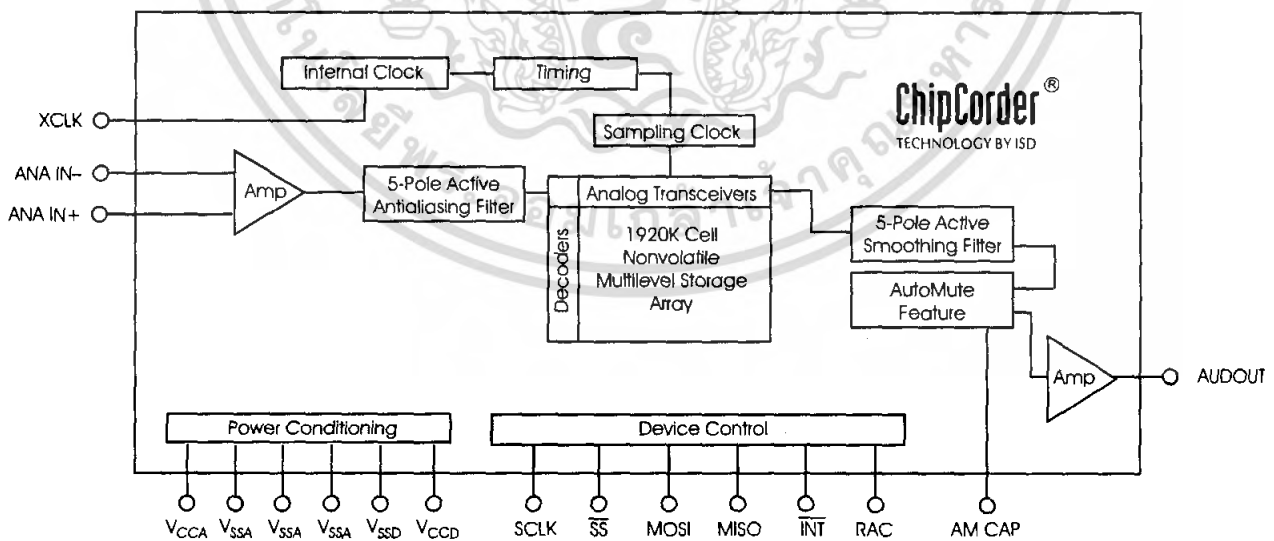 Internal Clock
Timing
ChipCorder®
TECHNOLOGY BY ISD
XCLK
Sampling Clock
ANA IN–
ANA IN+
Amp
5-Pole Active
Antialiasing Filter
Analog Transceivers
Decoders
1920K Cell
Nonvolatile
Multilevel Storage
Array
5-Pole Active
Smoothing Filter
AutoMute
Feature
Amp
AUDOUT
Power Conditioning
Device Control
VCCA VSSA VSSA VSSA VSSD VCCD SCLK S̅S̅ MOSI MISO I̅N̅T̅ RAC AM CAP